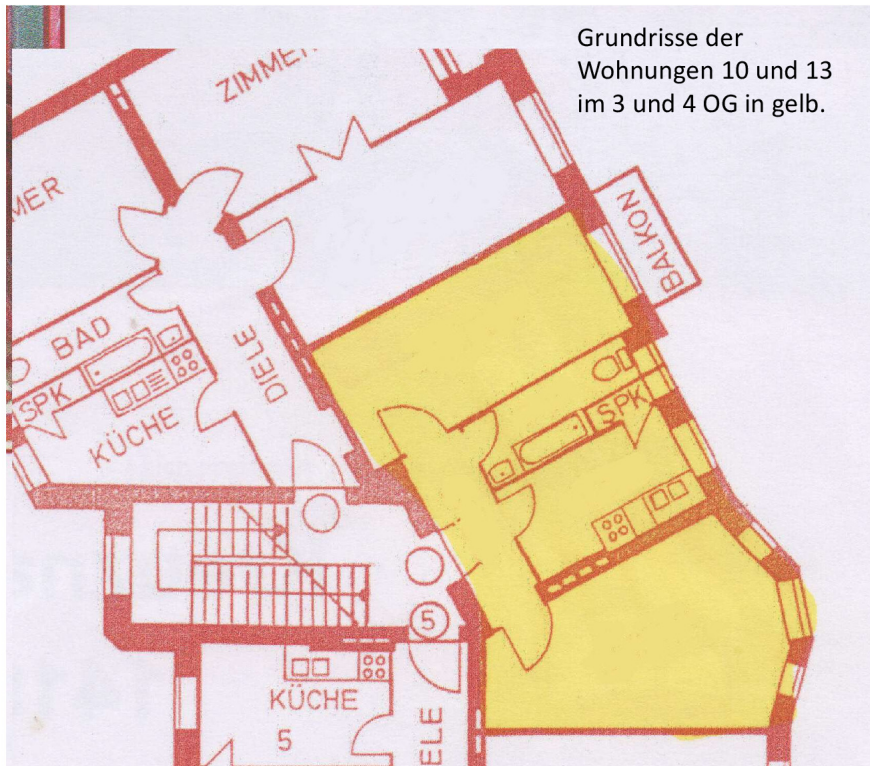 Grundrisse der
Wohnungen 10 und 13
im 3 und 4 OG in gelb.
ZIMMER
MER
BALKON
BAD
DIELE
SPK
SPK
KÜCHE
5
KÜCHE
5
ELE